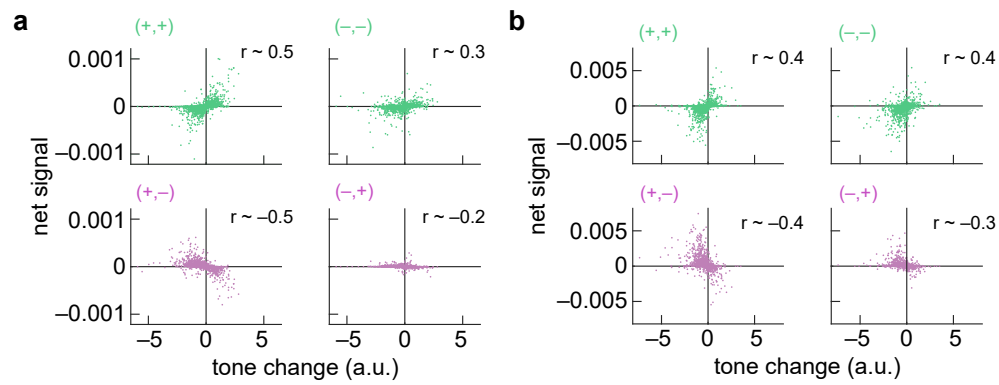 a
(+,+)
r ~ 0.5
(–,–)
r ~ 0.3
0.001
0
–0.001
(+,–)
r ~ –0.5
(–,+)
r ~ –0.2
0.001
0
–0.001
net signal
–5 0 5
–5 0 5
tone change (a.u.)
b
(+,+)
r ~ 0.4
(–,–)
r ~ 0.4
0.005
0
–0.005
(+,–)
r ~ –0.4
(–,+)
r ~ –0.3
0.005
0
–0.005
net signal
–5 0 5
–5 0 5
tone change (a.u.)